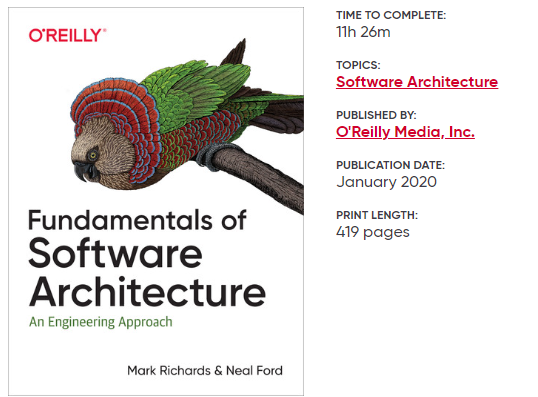 O'REILLY®
Fundamentals of
Software
Architecture
An Engineering Approach
Mark Richards & Neal Ford
TIME TO COMPLETE:
11h 26m
TOPICS:
Software Architecture
PUBLISHED BY:
O'Reilly Media, Inc.
PUBLICATION DATE:
January 2020
PRINT LENGTH:
419 pages